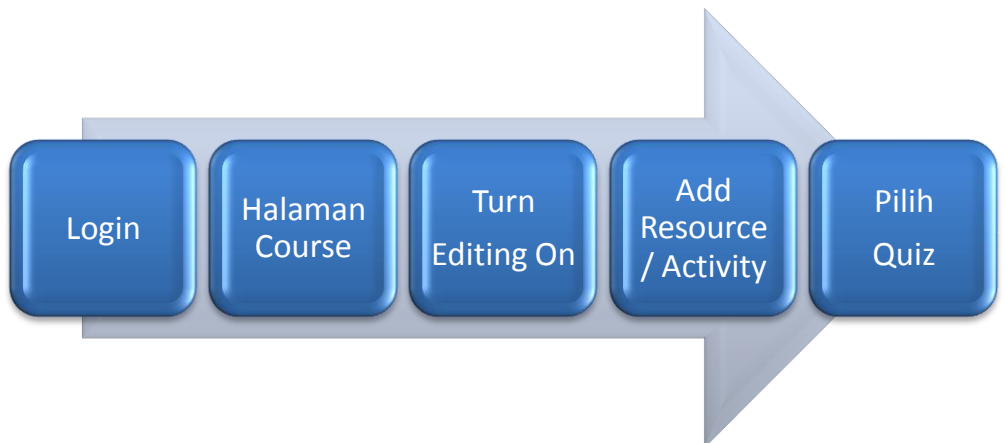 Login
Halaman
Course
Turn
Editing On
Add
Resource
/ Activity
Pilih
Quiz